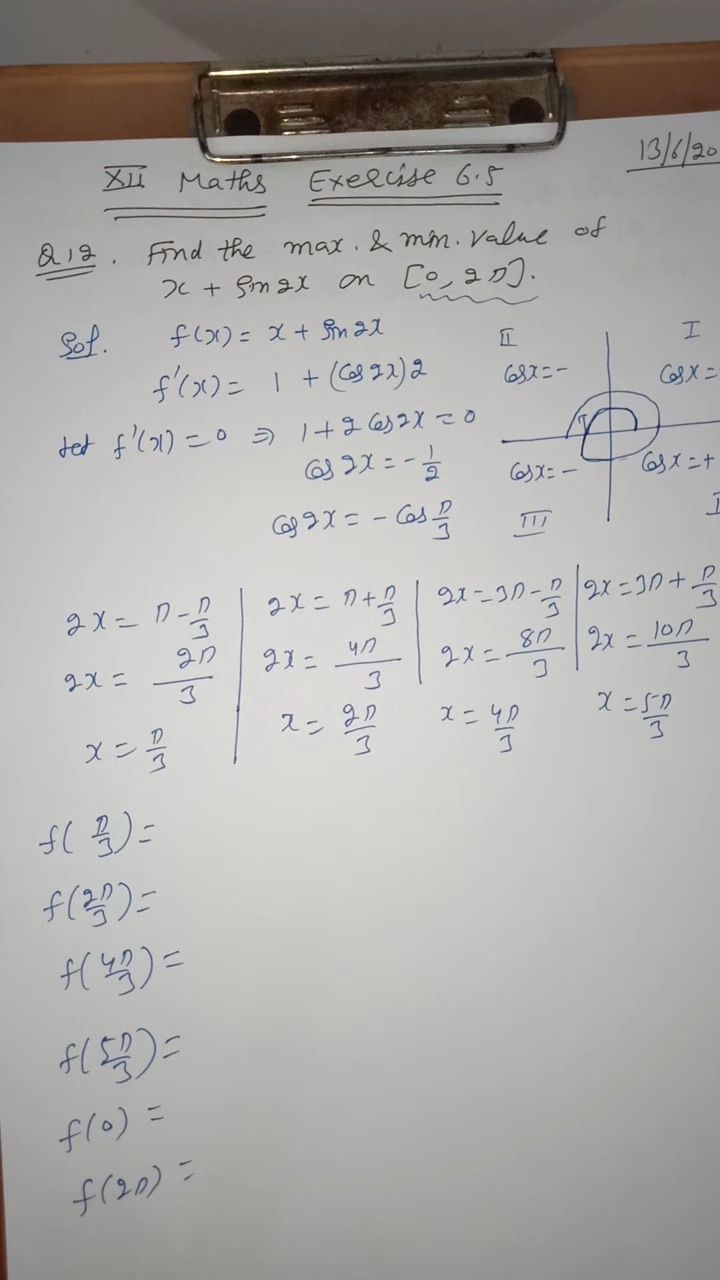 XII Maths Exercise 6.5 13/6/20
Q12. Find the max. & min. value of
x + sin2x on [0, 2π].
Sol. f(x) = x + sin2x
f'(x) = 1 + (cos2x)2
f'(x) = 0 ⇒ 1+2cos2x = 0
cos2x = -1/2
cos2x = -cos π/3
II I
cosx = - cosx =
cosx = - cosx = +
III I
2x = π - π/3 | 2x = π + π/3 | 2x = 3π - π/3 | 2x = 3π + π/3
2x = 2π/3 | 2x = 4π/3 | 2x = 8π/3 | 2x = 10π/3
x = π/3 | x = 2π/3 x = 4π/3 x = 5π/3
f(π/3) =
f(2π/3) =
f(4π/3) =
f(5π/3) =
f(0) =
f(2π) =